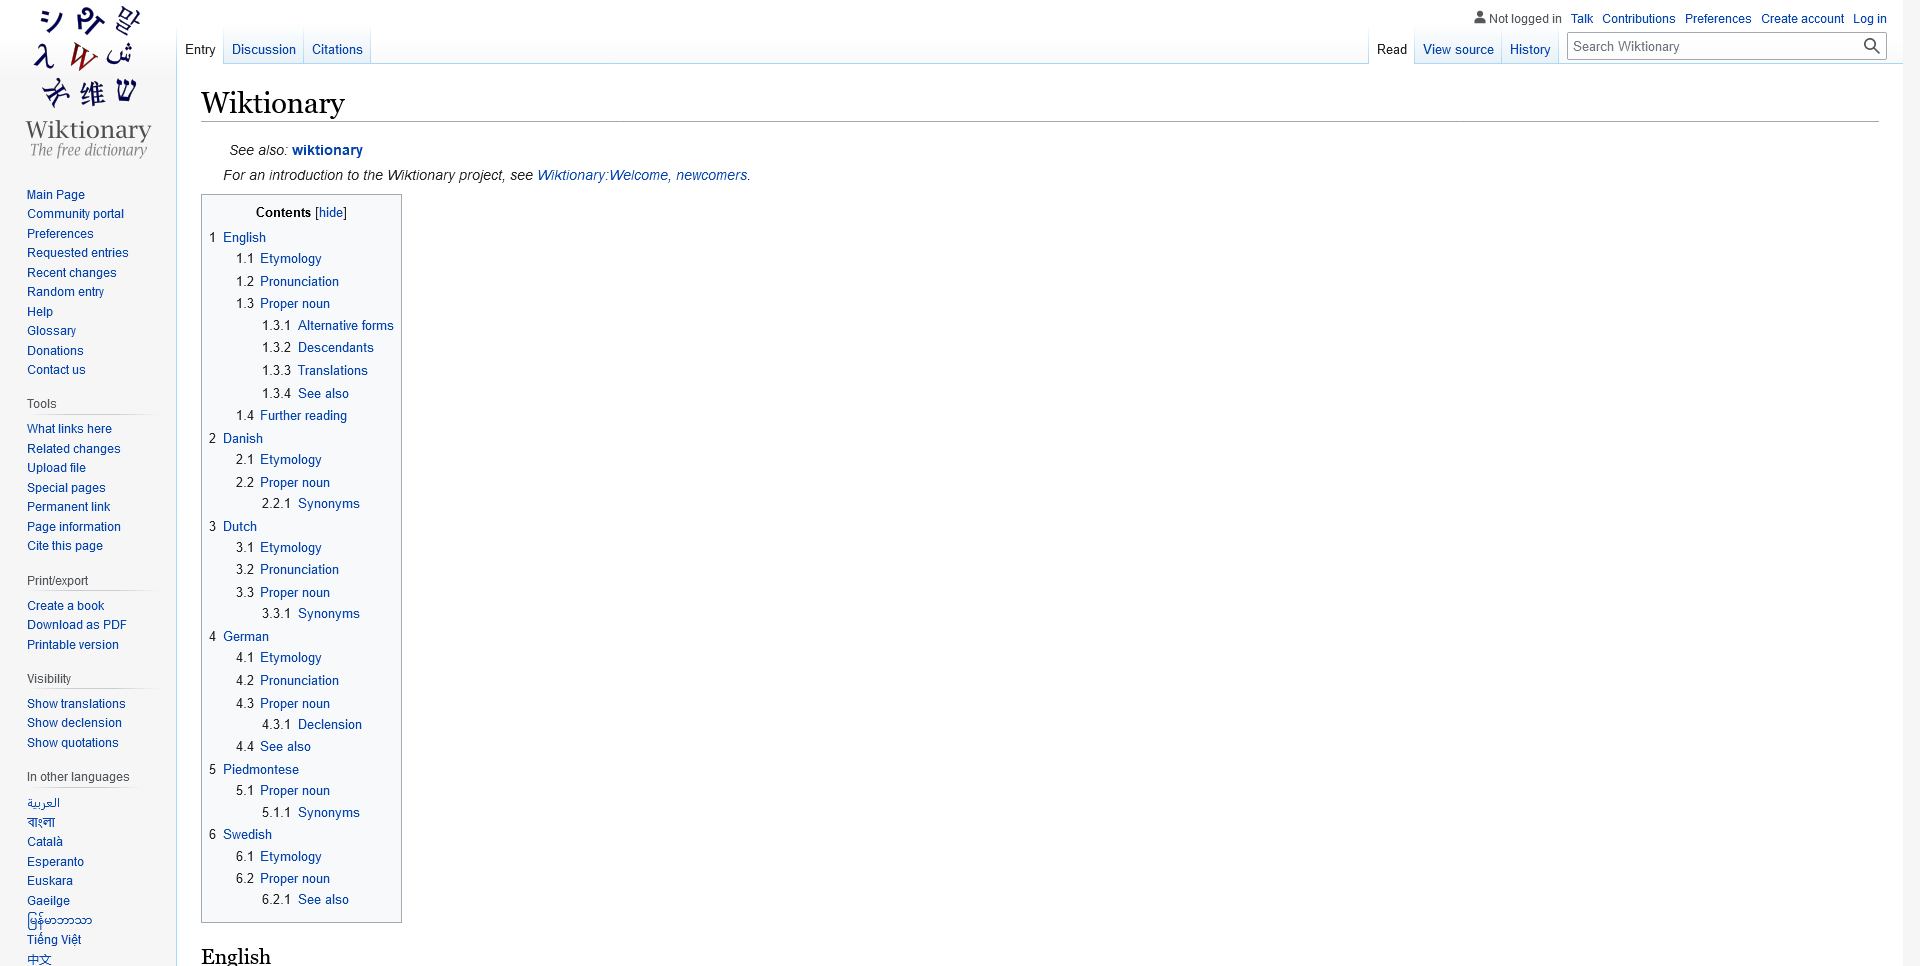 Not logged in Talk Contributions Preferences Create account Log in
Entry Discussion Citations
Read View source History Search Wiktionary
Wiktionary
The free dictionary
Main Page
Community portal
Preferences
Requested entries
Recent changes
Random entry
Help
Glossary
Donations
Contact us
Tools
What links here
Related changes
Upload file
Special pages
Permanent link
Page information
Cite this page
Print/export
Create a book
Download as PDF
Printable version
Visibility
Show translations
Show declension
Show quotations
In other languages
العربية
বাংলা
Català
Esperanto
Euskara
Gaeilge
မြန်မာဘာသာ
Tiếng Việt
中文
Wiktionary
See also: wiktionary
For an introduction to the Wiktionary project, see Wiktionary:Welcome, newcomers.
Contents [hide]
1 English
1.1 Etymology
1.2 Pronunciation
1.3 Proper noun
1.3.1 Alternative forms
1.3.2 Descendants
1.3.3 Translations
1.3.4 See also
1.4 Further reading
2 Danish
2.1 Etymology
2.2 Proper noun
2.2.1 Synonyms
3 Dutch
3.1 Etymology
3.2 Pronunciation
3.3 Proper noun
3.3.1 Synonyms
4 German
4.1 Etymology
4.2 Pronunciation
4.3 Proper noun
4.3.1 Declension
4.4 See also
5 Piedmontese
5.1 Proper noun
5.1.1 Synonyms
6 Swedish
6.1 Etymology
6.2 Proper noun
6.2.1 See also
English